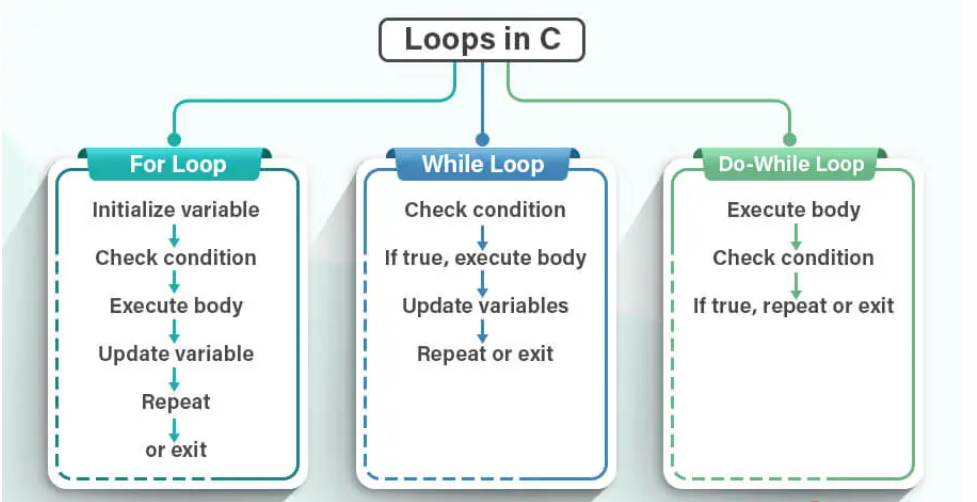 Loops in C
For Loop
Initialize variable
Check condition
Execute body
Update variable
Repeat
or exit
While Loop
Check condition
If true, execute body
Update variables
Repeat or exit
Do-While Loop
Execute body
Check condition
If true, repeat or exit